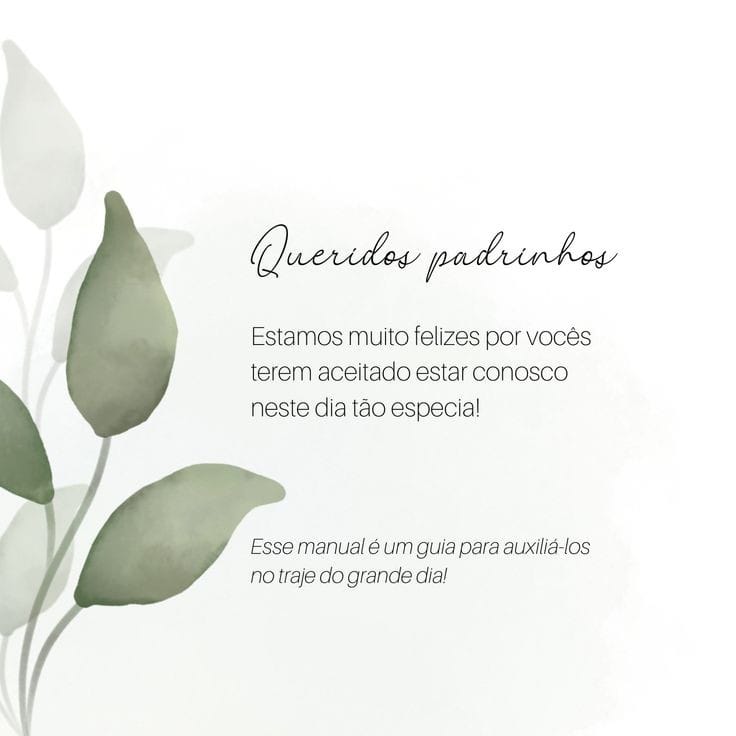 Queridos padrinhos
Estamos muito felizes por vocês
terem aceitado estar conosco
neste dia tão especia!
Esse manual é um guia para auxiliá-los
no traje do grande dia!